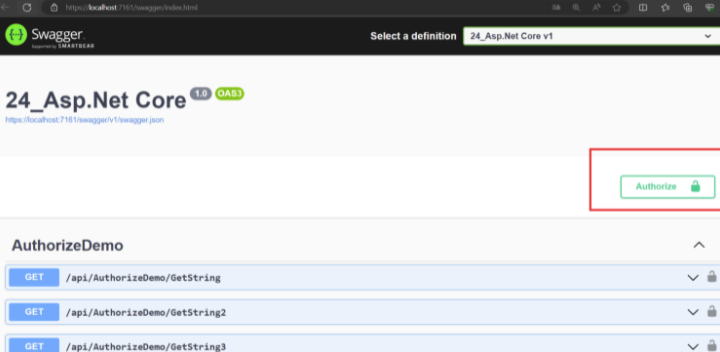 https://localhost:7161/swagger/index.html
Swagger.
Supported by SMARTBEAR
Select a definition
24_Asp.Net Core v1
24_Asp.Net Core 1.0 OAS3
https://localhost:7161/swagger/v1/swagger.json
Authorize
AuthorizeDemo
GET /api/AuthorizeDemo/GetString
GET /api/AuthorizeDemo/GetString2
GET /api/AuthorizeDemo/GetString3